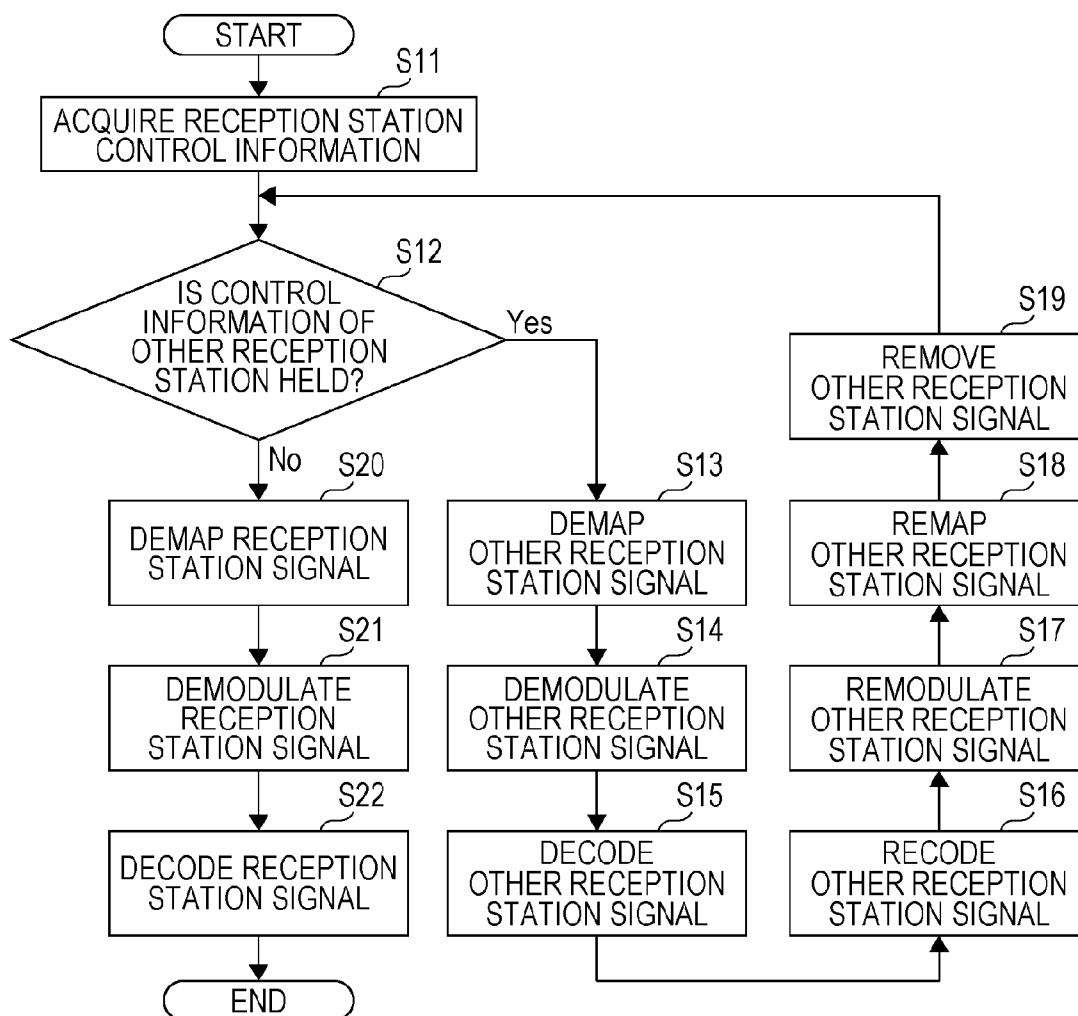 START
S11
ACQUIRE RECEPTION STATION
CONTROL INFORMATION
S12
IS CONTROL
INFORMATION OF
OTHER RECEPTION
STATION HELD?
Yes
No
S20
DEMAP RECEPTION
STATION SIGNAL
S21
DEMODULATE
RECEPTION
STATION SIGNAL
S22
DECODE RECEPTION
STATION SIGNAL
END
S13
DEMAP
OTHER RECEPTION
STATION SIGNAL
S14
DEMODULATE
OTHER RECEPTION
STATION SIGNAL
S15
DECODE
OTHER RECEPTION
STATION SIGNAL
S19
REMOVE
OTHER RECEPTION
STATION SIGNAL
S18
REMAP
OTHER RECEPTION
STATION SIGNAL
S17
REMODULATE
OTHER RECEPTION
STATION SIGNAL
S16
RECODE
OTHER RECEPTION
STATION SIGNAL